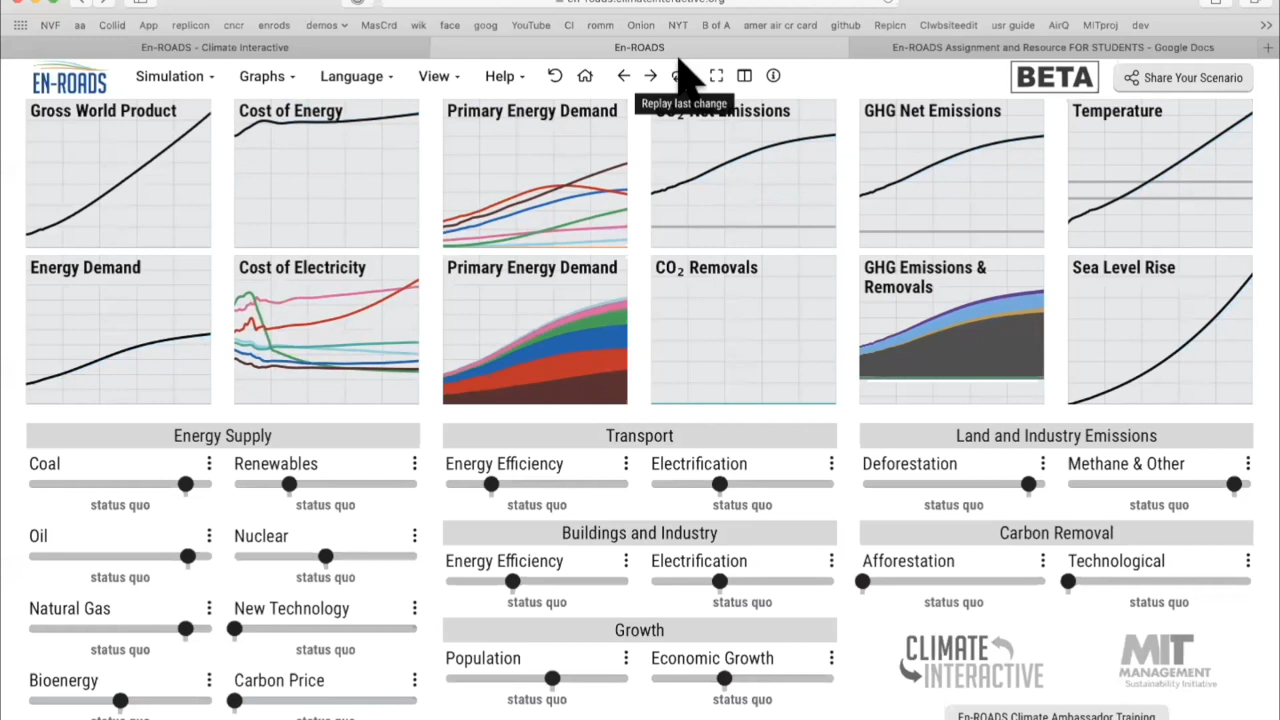 en-roads.climateinteractive.org
NVF aa Collid App replicon cncr enrods demos MasCrd wik face goog YouTube CI romm Onion NYT B of A amer air cr card github Replcn Clwbsiteedit usr guide AirQ MITproj dev
En-ROADS - Climate Interactive
En-ROADS
En-ROADS Assignment and Resource FOR STUDENTS - Google Docs
EN-ROADS
Simulation
Graphs
Language
View
Help
BETA
Share Your Scenario
Replay last change
Gross World Product
Cost of Energy
Primary Energy Demand
CO2 Net Emissions
GHG Net Emissions
Temperature
Energy Demand
Cost of Electricity
Primary Energy Demand
CO2 Removals
GHG Emissions &
Removals
Sea Level Rise
Energy Supply
Transport
Land and Industry Emissions
Coal
status quo
Renewables
status quo
Energy Efficiency
status quo
Electrification
status quo
Deforestation
status quo
Methane & Other
status quo
Oil
status quo
Nuclear
status quo
Buildings and Industry
Carbon Removal
Energy Efficiency
status quo
Electrification
status quo
Afforestation
status quo
Technological
status quo
Natural Gas
status quo
New Technology
status quo
Growth
Population
status quo
Economic Growth
status quo
Bioenergy
Carbon Price
CLIMATE
INTERACTIVE
MIT
MANAGEMENT
Sustainability Initiative
En-ROADS Climate Ambassador Training